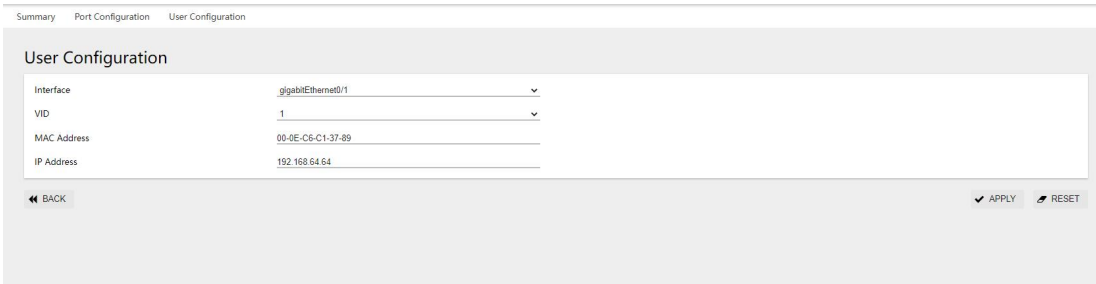 Summary Port Configuration User Configuration
User Configuration
Interface gigabitEthernet0/1
VID 1
MAC Address 00-0E-C6-C1-37-89
IP Address 192.168.64.64
BACK APPLY RESET